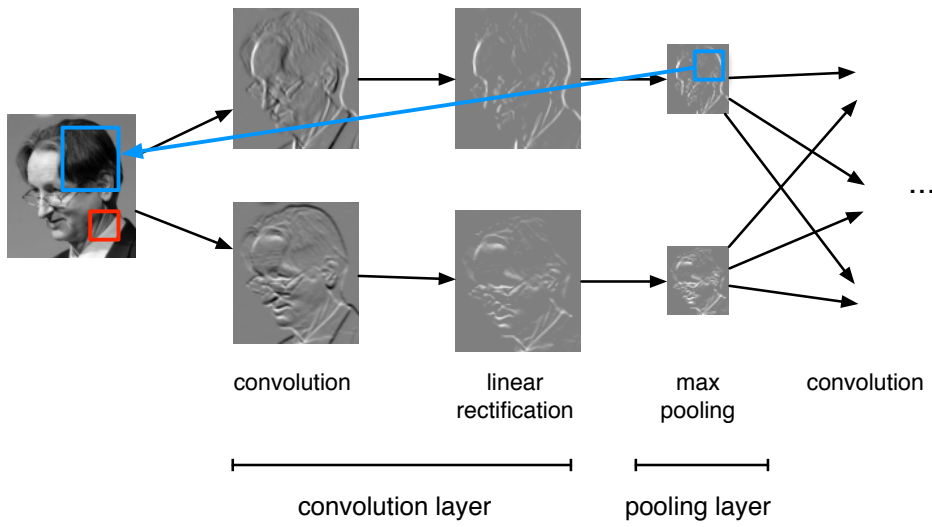 ...
convolution
linear
rectification
max
pooling
convolution
convolution layer
pooling layer